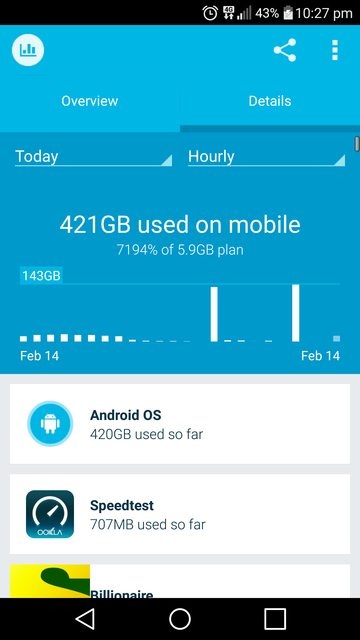 4G 43% 10:27 pm
Overview Details
Today Hourly
421GB used on mobile
7194% of 5.9GB plan
143GB
Feb 14 Feb 14
Android OS
420GB used so far
OOKLA
Speedtest
707MB used so far
Billionaire